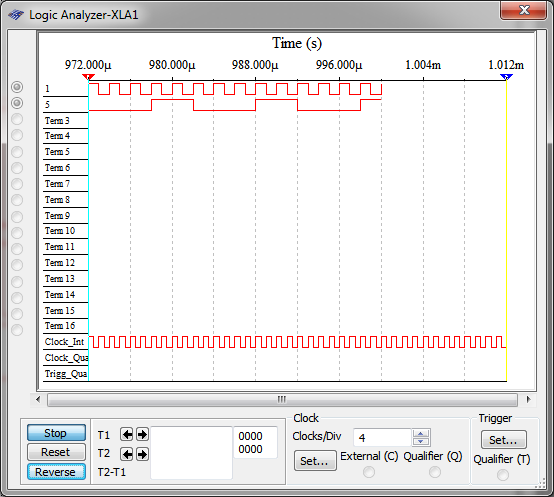 Logic Analyzer-XLA1
Time (s)
972.000µ 980.000µ 988.000µ 996.000µ 1.004m 1.012m
1
5
Term 3
Term 4
Term 5
Term 6
Term 7
Term 8
Term 9
Term 10
Term 11
Term 12
Term 13
Term 14
Term 15
Term 16
Clock_Int
Clock_Qua
Trigg_Qua
Stop
Reset
Reverse
T1
T2
T2-T1
0000
0000
Clock
Clocks/Div 4
Set...
External (C)
Qualifier (Q)
Trigger
Set...
Qualifier (T)